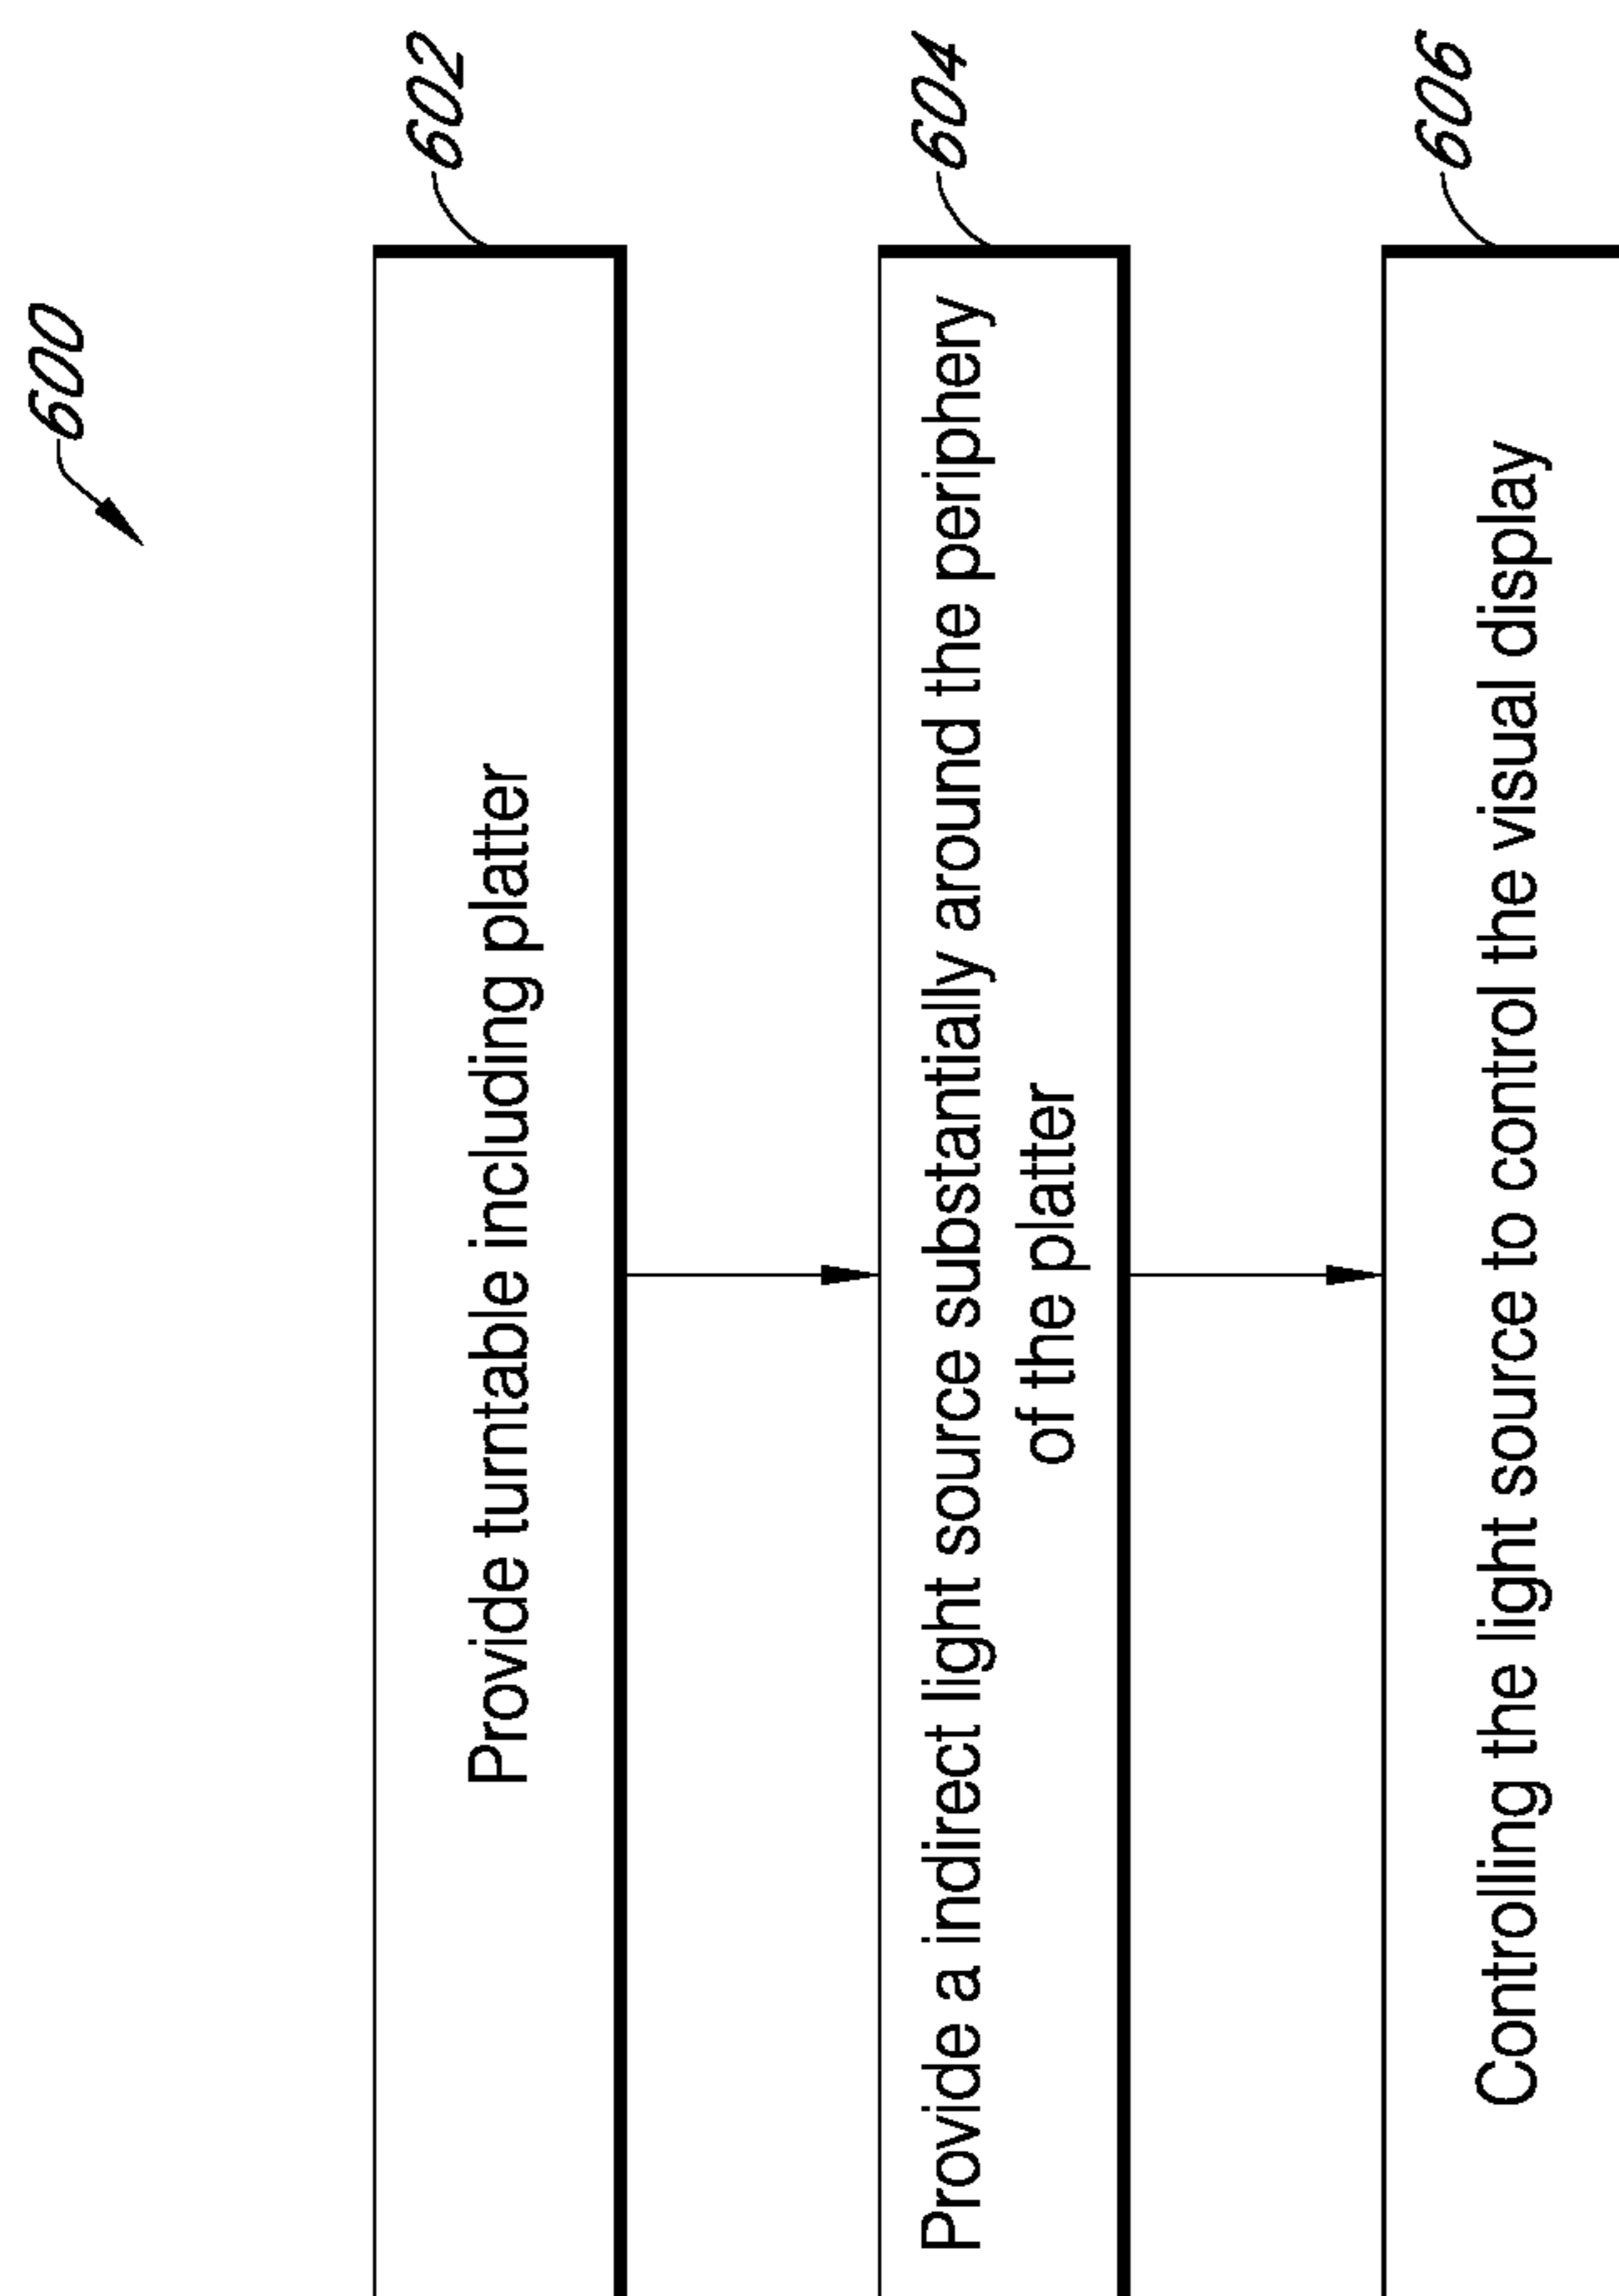 600
602
Provide turntable including platter
604
Provide a indirect light source substantially around the periphery
of the platter
606
Controlling the light source to control the visual display